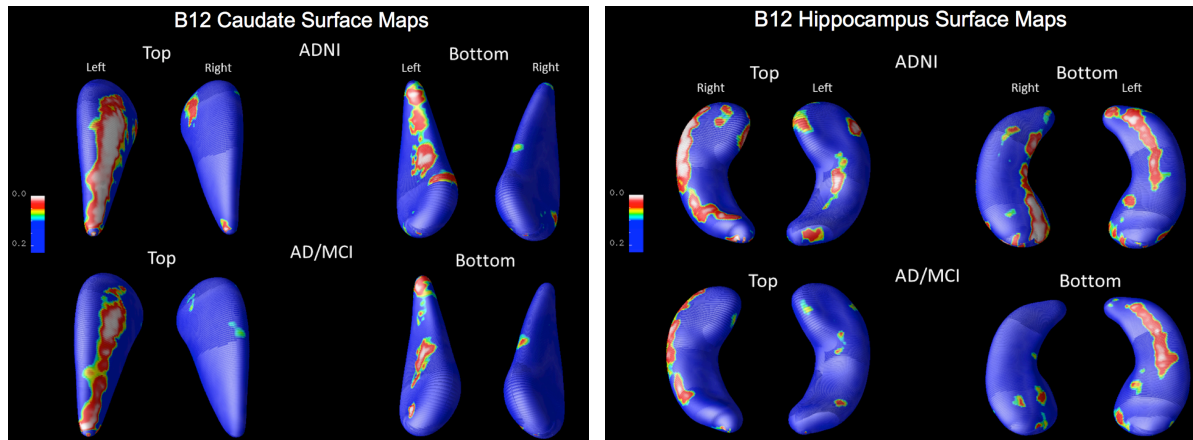 B12 Caudate Surface Maps
Top ADNI Bottom
Left Right Left Right
0.0
0.2
Top AD/MCI Bottom
B12 Hippocampus Surface Maps
Top ADNI Bottom
Right Left Right Left
0.0
0.2
Top AD/MCI Bottom